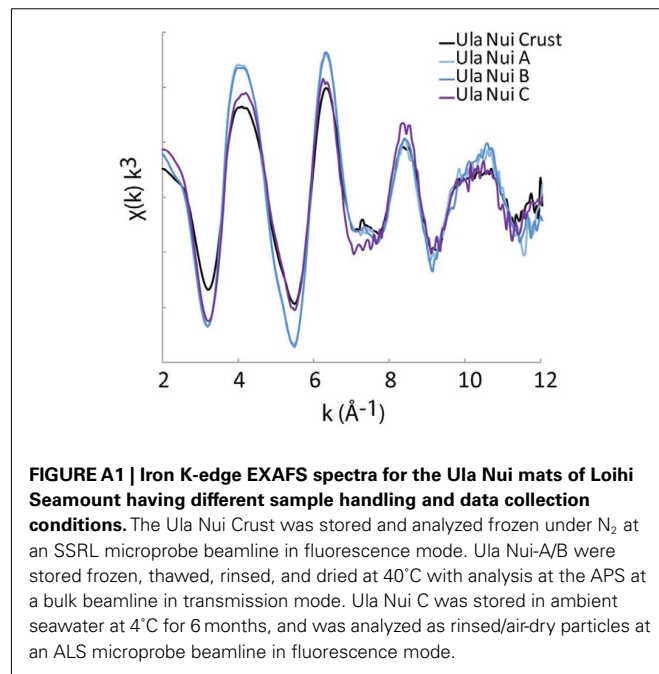 Ula Nui Crust
Ula Nui A
Ula Nui B
Ula Nui C
χ(k) k³
2 4 6 8 10 12
k (Å⁻¹)
FIGURE A1 | Iron K-edge EXAFS spectra for the Ula Nui mats of Loihi
Seamount having different sample handling and data collection
conditions. The Ula Nui Crust was stored and analyzed frozen under N₂ at
an SSRL microprobe beamline in fluorescence mode. Ula Nui-A/B were
stored frozen, thawed, rinsed, and dried at 40˚C with analysis at the APS at
a bulk beamline in transmission mode. Ula Nui C was stored in ambient
seawater at 4˚C for 6 months, and was analyzed as rinsed/air-dry particles at
an ALS microprobe beamline in fluorescence mode.